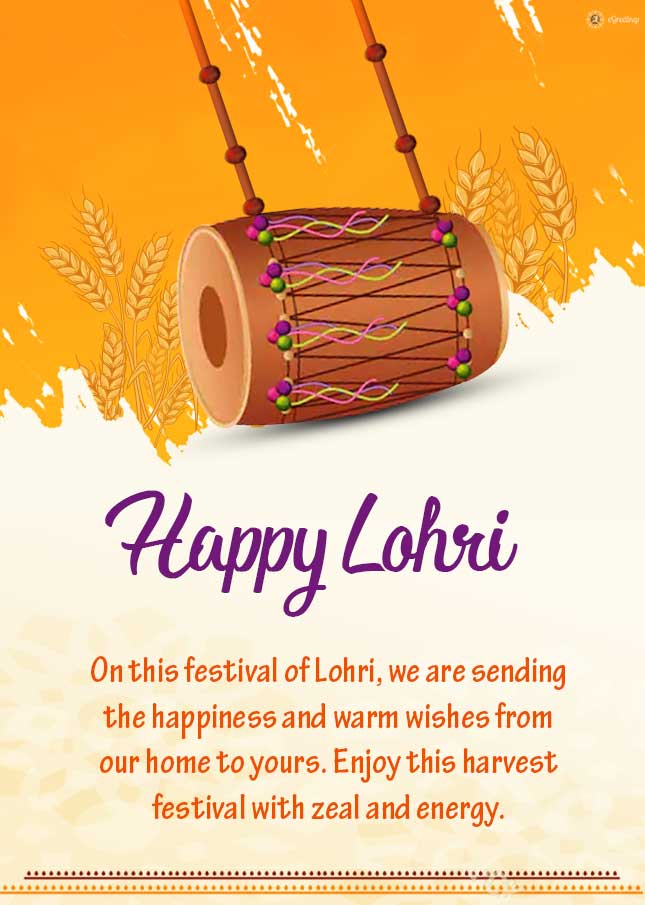 eGreetings
Happy Lohri
On this festival of Lohri, we are sending
the happiness and warm wishes from
our home to yours. Enjoy this harvest
festival with zeal and energy.